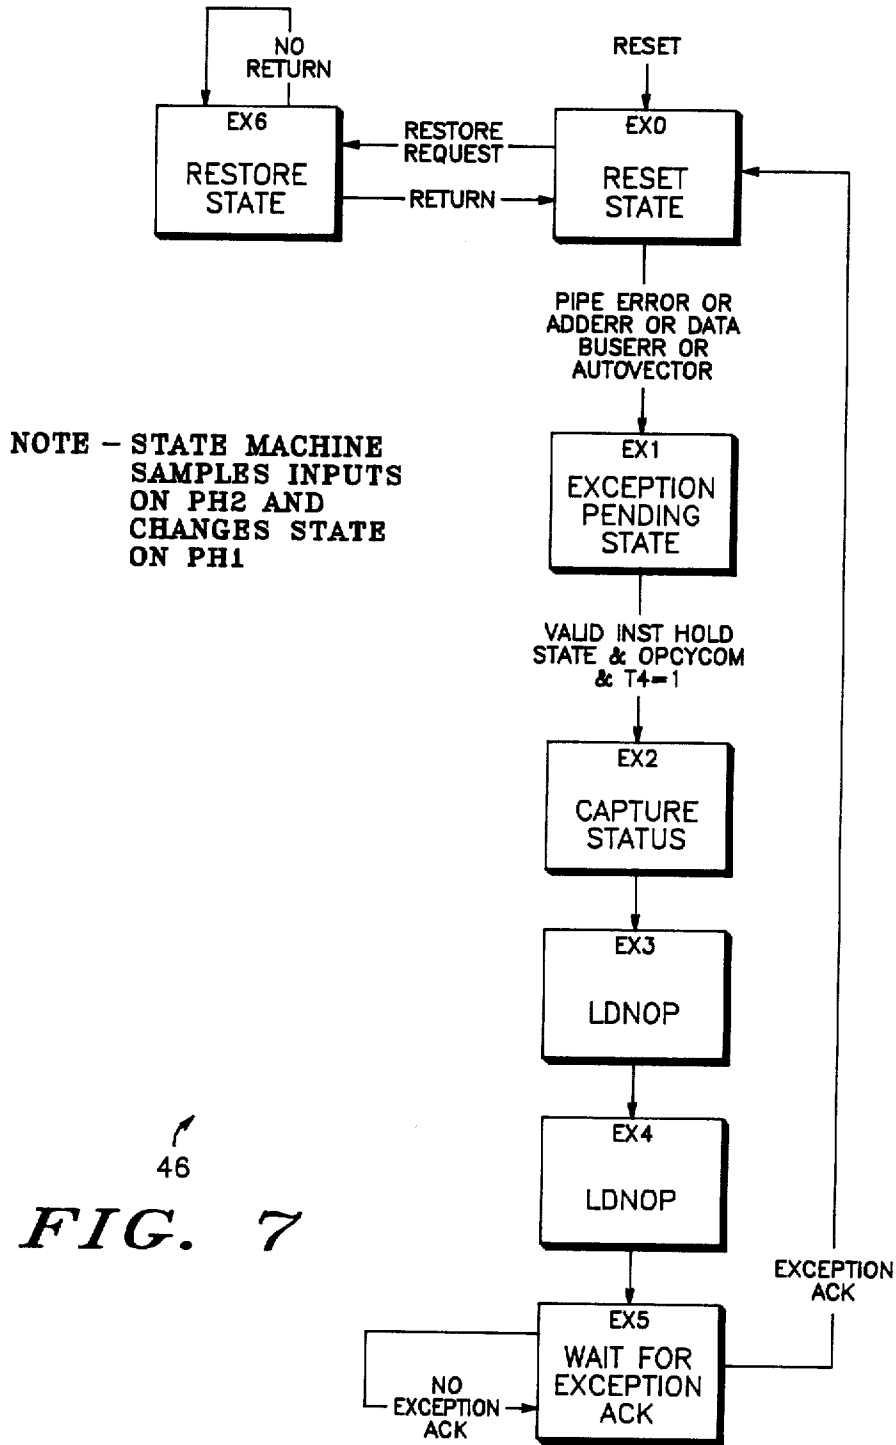 NO
RETURN
RESET
EX6
RESTORE
STATE
RESTORE
REQUEST
RETURN
EX0
RESET
STATE
PIPE ERROR OR
ADDERR OR DATA
BUSERR OR
AUTOVECTOR
NOTE – STATE MACHINE
SAMPLES INPUTS
ON PH2 AND
CHANGES STATE
ON PH1
EX1
EXCEPTION
PENDING
STATE
VALID INST HOLD
STATE & OPCYCOM
& T4=1
EX2
CAPTURE
STATUS
EX3
LDNOP
EX4
LDNOP
46
FIG. 7
EXCEPTION
ACK
EX5
WAIT FOR
EXCEPTION
ACK
NO
EXCEPTION
ACK